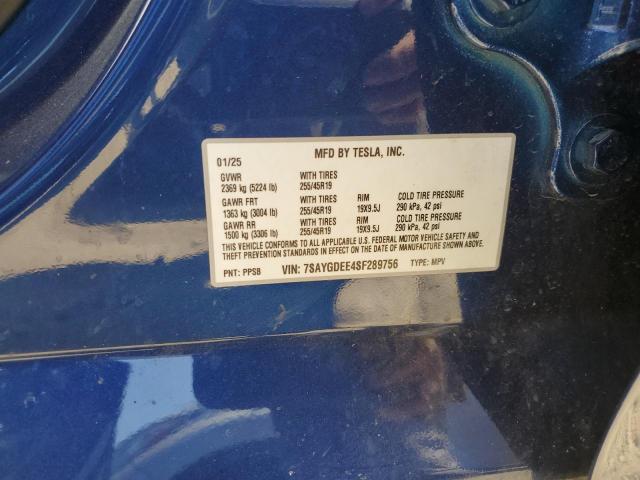 01/25 MFD BY TESLA, INC.
GVWR WITH TIRES
2369 kg (5224 lb) 255/45R19
GAWR FRT WITH TIRES RIM COLD TIRE PRESSURE
1363 kg (3004 lb) 255/45R19 19X9.5J 290 kPa, 42 psi
GAWR RR WITH TIRES RIM COLD TIRE PRESSURE
1500 kg (3306 lb) 255/45R19 19X9.5J 290 kPa, 42 psi
THIS VEHICLE CONFORMS TO ALL APPLICABLE U.S. FEDERAL MOTOR VEHICLE SAFETY AND
THEFT PREVENTION STANDARDS IN EFFECT ON THE DATE OF MANUFACTURE SHOWN ABOVE.
PNT: PPSB VIN: 7SAYGDEE4SF289756 TYPE: MPV